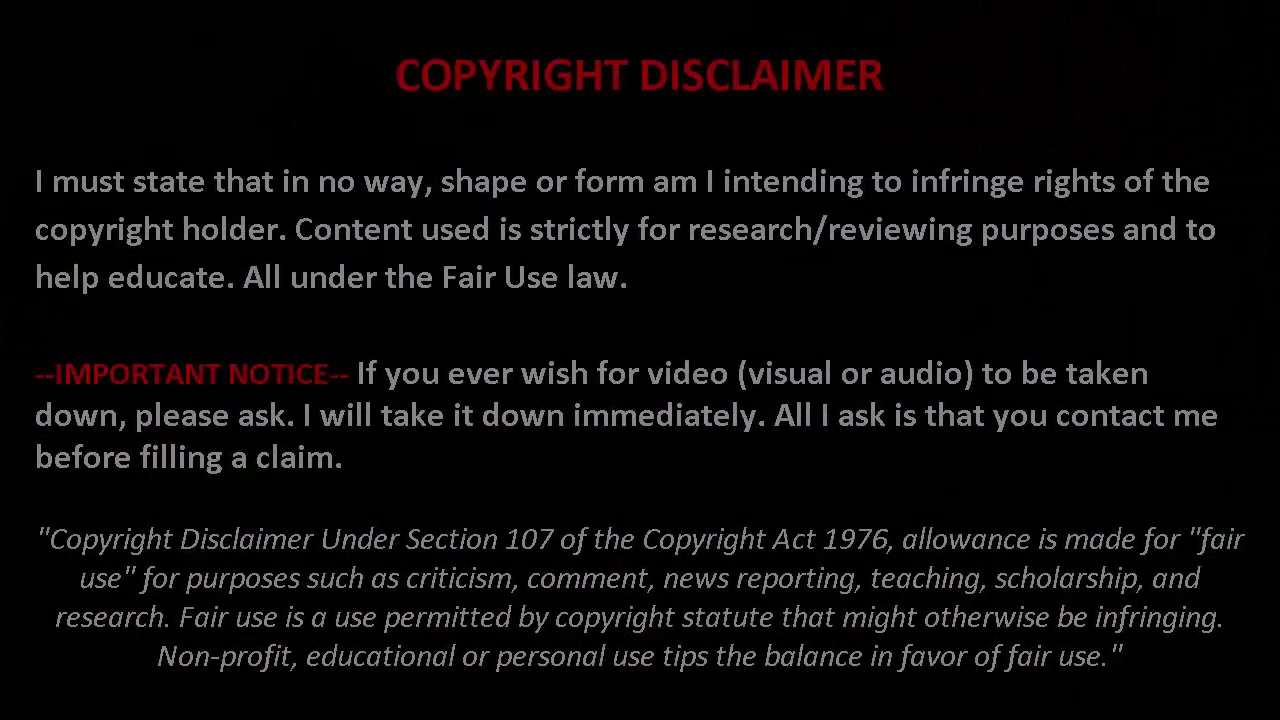 COPYRIGHT DISCLAIMER
I must state that in no way, shape or form am I intending to infringe rights of the
copyright holder. Content used is strictly for research/reviewing purposes and to
help educate. All under the Fair Use law.
--IMPORTANT NOTICE-- If you ever wish for video (visual or audio) to be taken
down, please ask. I will take it down immediately. All I ask is that you contact me
before filling a claim.
"Copyright Disclaimer Under Section 107 of the Copyright Act 1976, allowance is made for "fair
use" for purposes such as criticism, comment, news reporting, teaching, scholarship, and
research. Fair use is a use permitted by copyright statute that might otherwise be infringing.
Non-profit, educational or personal use tips the balance in favor of fair use."